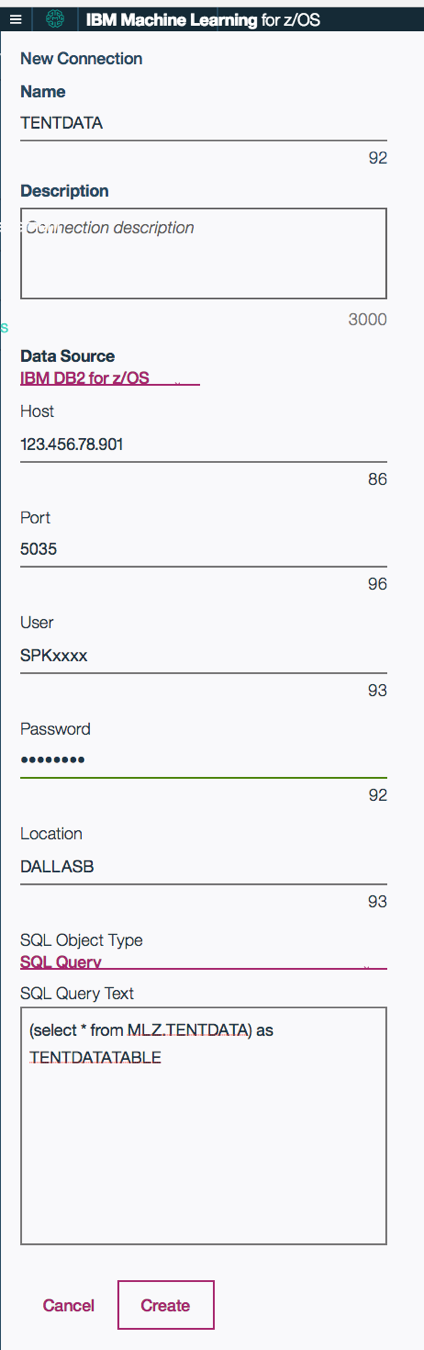 IBM Machine Learning for z/OS
New Connection
Name
TENTDATA
92
Description
Connection description
3000
s
Data Source
IBM DB2 for z/OS
Host
123.456.78.901
86
Port
5035
96
User
SPKxxxx
93
Password
••••••••
92
Location
DALLASB
93
SQL Object Type
SQL Query
SQL Query Text
(select * from MLZ.TENTDATA) as
TENTDATATABLE
Cancel Create